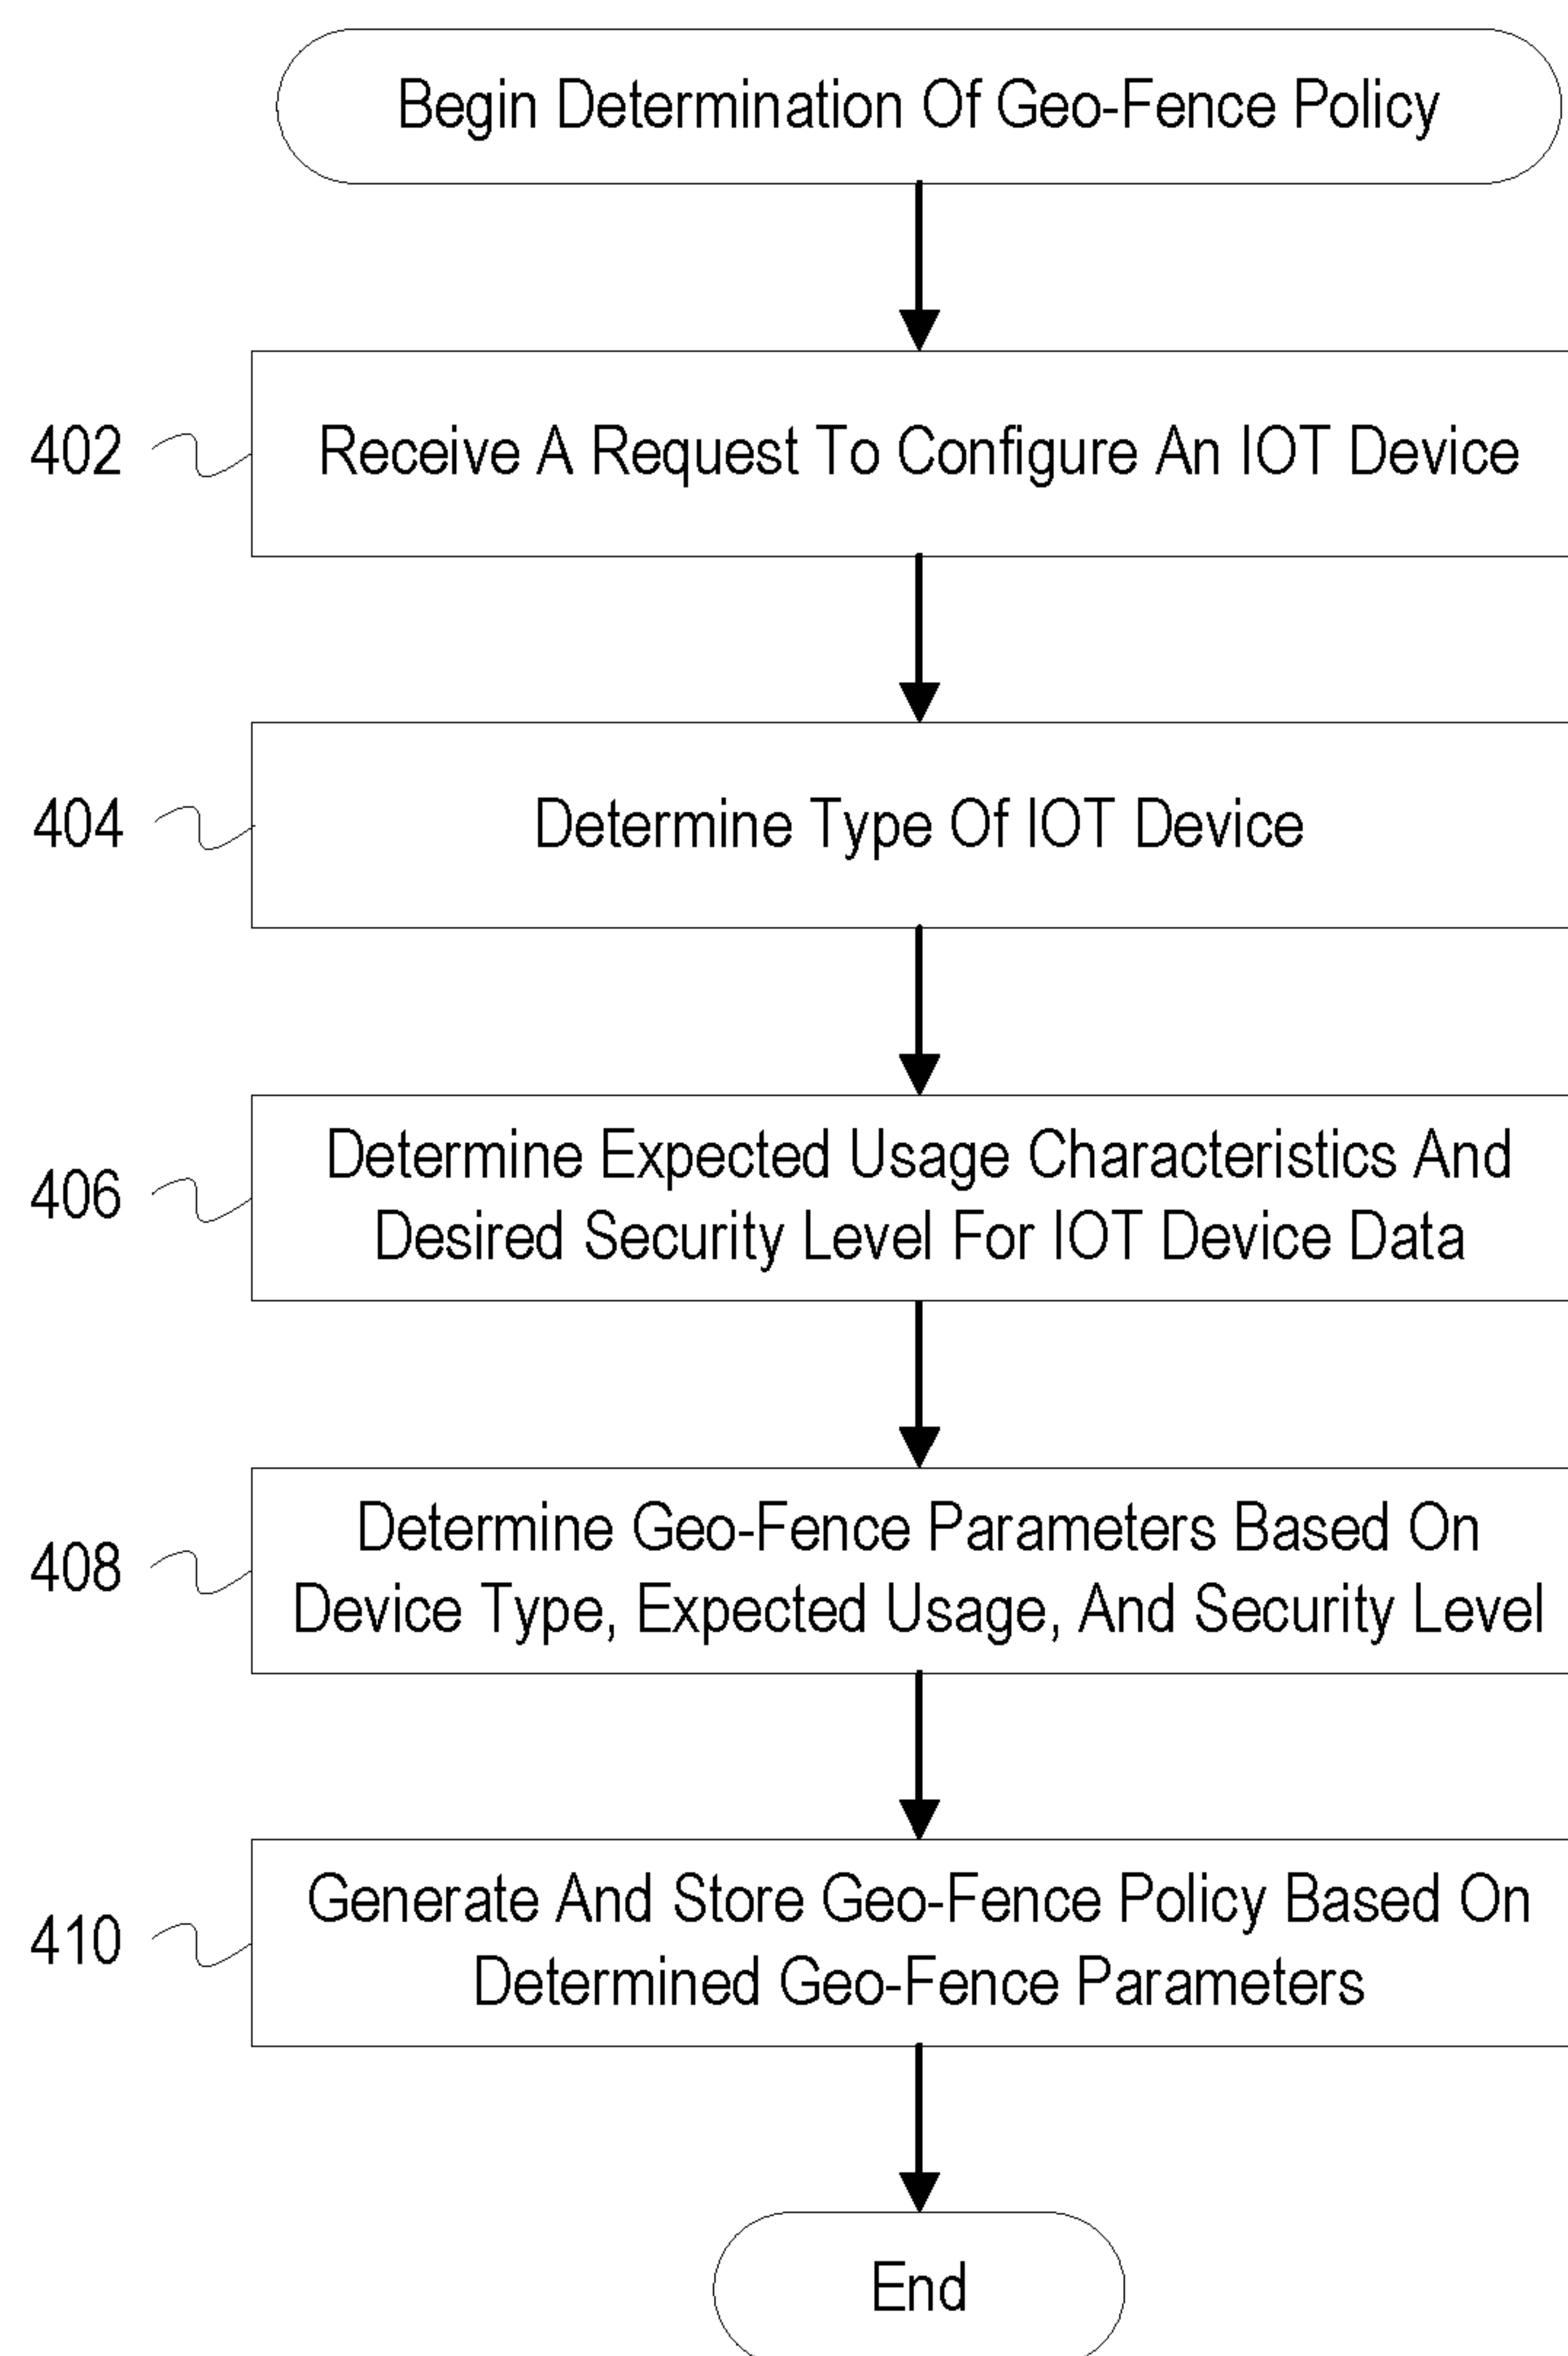 Begin Determination Of Geo-Fence Policy
402
Receive A Request To Configure An IOT Device
404
Determine Type Of IOT Device
406
Determine Expected Usage Characteristics And
Desired Security Level For IOT Device Data
408
Determine Geo-Fence Parameters Based On
Device Type, Expected Usage, And Security Level
410
Generate And Store Geo-Fence Policy Based On
Determined Geo-Fence Parameters
End